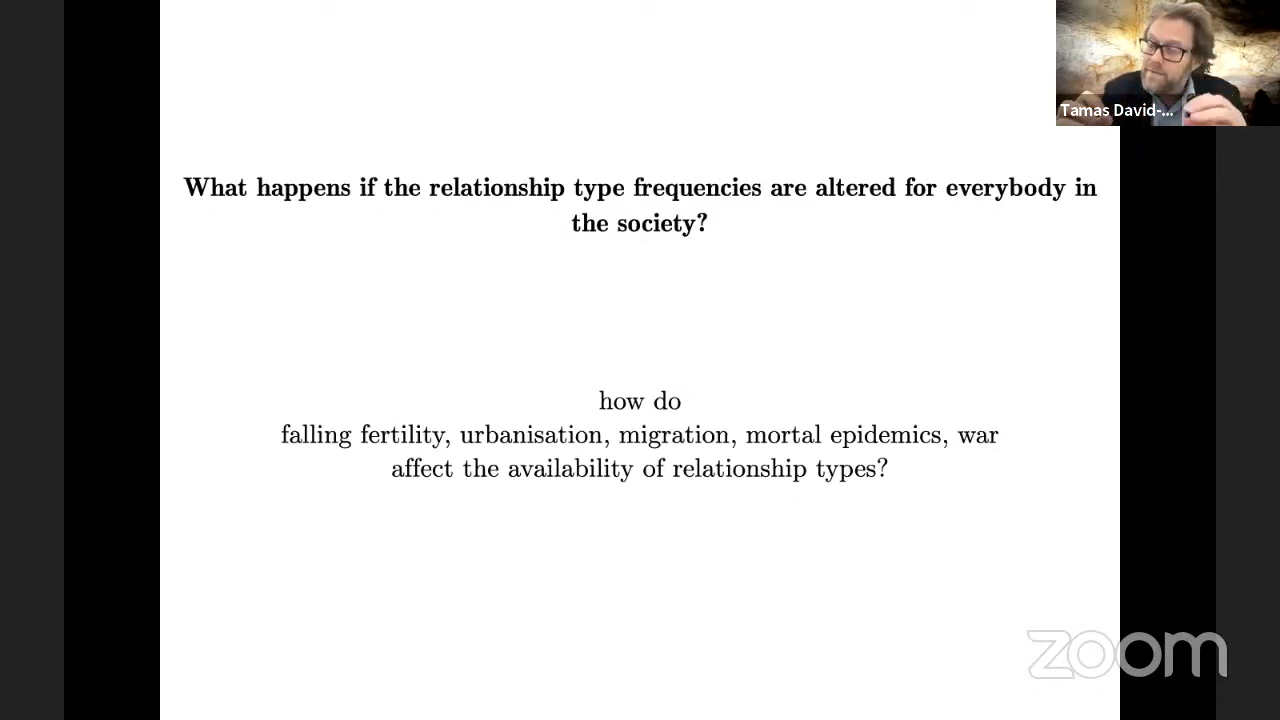 Tamas David-...
What happens if the relationship type frequencies are altered for everybody in
the society?
how do
falling fertility, urbanisation, migration, mortal epidemics, war
affect the availability of relationship types?
zoom